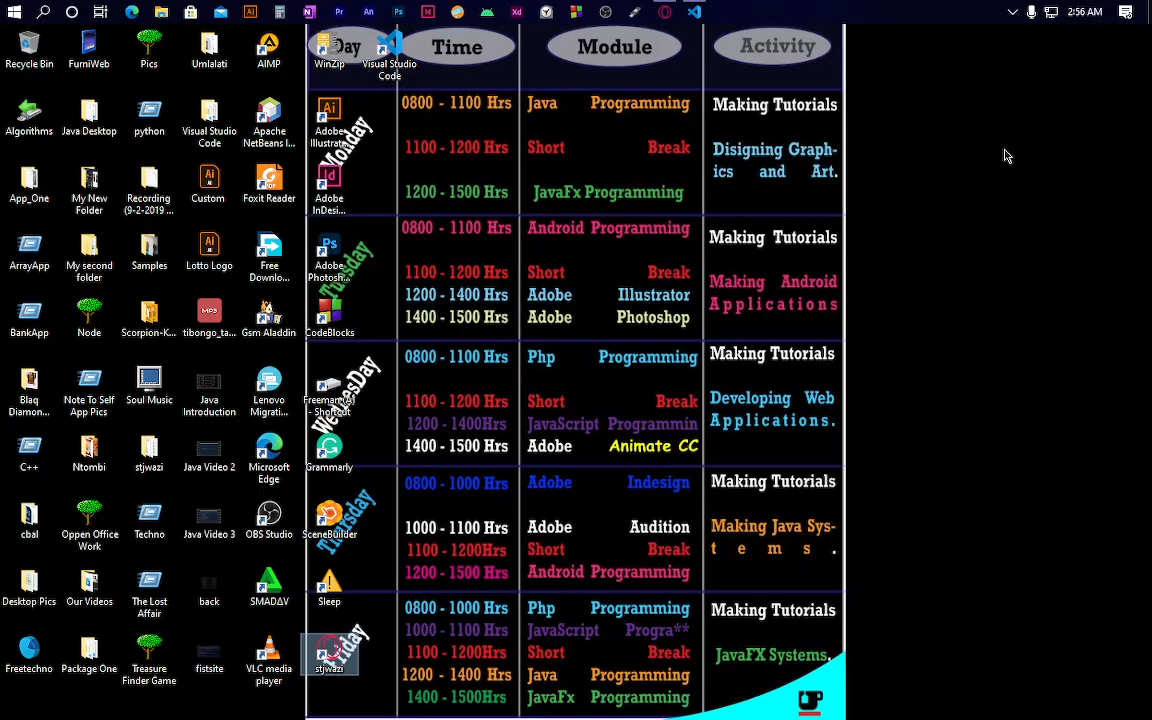 2:56 AM
Recycle Bin
FurniWeb
Pics
Umlalati
AIMP
WinZip
Visual Studio
Code
Algorithms
Java Desktop
python
Visual Studio
Code
Apache
NetBeans I...
Adobe
Illustrat...
App_One
My New
Folder
Recording
(9-2-2019 ...
Custom
Foxit Reader
Adobe
InDesi...
ArrayApp
My second
folder
Samples
Lotto Logo
Free
Downlo...
Adobe
Photosh...
BankApp
Node
Scorpion-K...
tibongo_ta...
Gsm Aladdin
CodeBlocks
Blaq
Diamon...
Note To Self
App Pics
Soul Music
Java
Introduction
Lenovo
Migrati...
Freeman (A)
- Shortcut
C++
Ntombi
stjwazi
Java Video 2
Microsoft
Edge
Grammarly
cbal
Oppen Office
Work
Techno
Java Video 3
OBS Studio
SceneBuilder
Desktop Pics
Our Videos
The Lost
Affair
back
SMADΔV
Sleep
Freetechno
Package One
Treasure
Finder Game
fistsite
VLC media
player
stjwazi
Day Time Module Activity
Monday
0800 - 1100 Hrs Java Programming
1100 - 1200 Hrs Short Break
1200 - 1500 Hrs JavaFx Programming
Making Tutorials
Disigning Graph-
ics and Art.
Tuesday
0800 - 1100 Hrs Android Programming
1100 - 1200 Hrs Short Break
1200 - 1400 Hrs Adobe Illustrator
1400 - 1500 Hrs Adobe Photoshop
Making Tutorials
Making Android
Applications
WednesDay
0800 - 1100 Hrs Php Programming
1100 - 1200 Hrs Short Break
1200 - 1400Hrs JavaScript Programmin
1400 - 1500 Hrs Adobe Animate CC
Making Tutorials
Developing Web
Applications.
Thursday
0800 - 1000 Hrs Adobe Indesign
1000 - 1100 Hrs Adobe Audition
1100 - 1200Hrs Short Break
1200 - 1500 Hrs Android Programming
Making Tutorials
Making Java Sys-
tems.
Friday
0800 - 1000 Hrs Php Programming
1000 - 1100 Hrs JavaScript Progra**
1100 - 1200Hrs Short Break
1200 - 1400 Hrs Java Programming
1400 - 1500Hrs JavaFx Programming
Making Tutorials
JavaFX Systems.